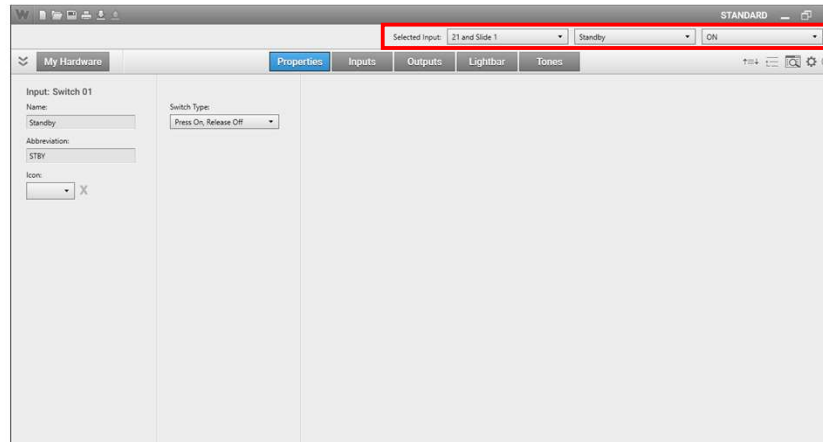 W
STANDARD
Selected Input: 21 and Slide 1 Standby ON
My Hardware Properties Inputs Outputs Lightbar Tones
Input: Switch 01
Name: Switch Type:
Standby Press On, Release Off
Abbreviation:
STBY
Icon:
X